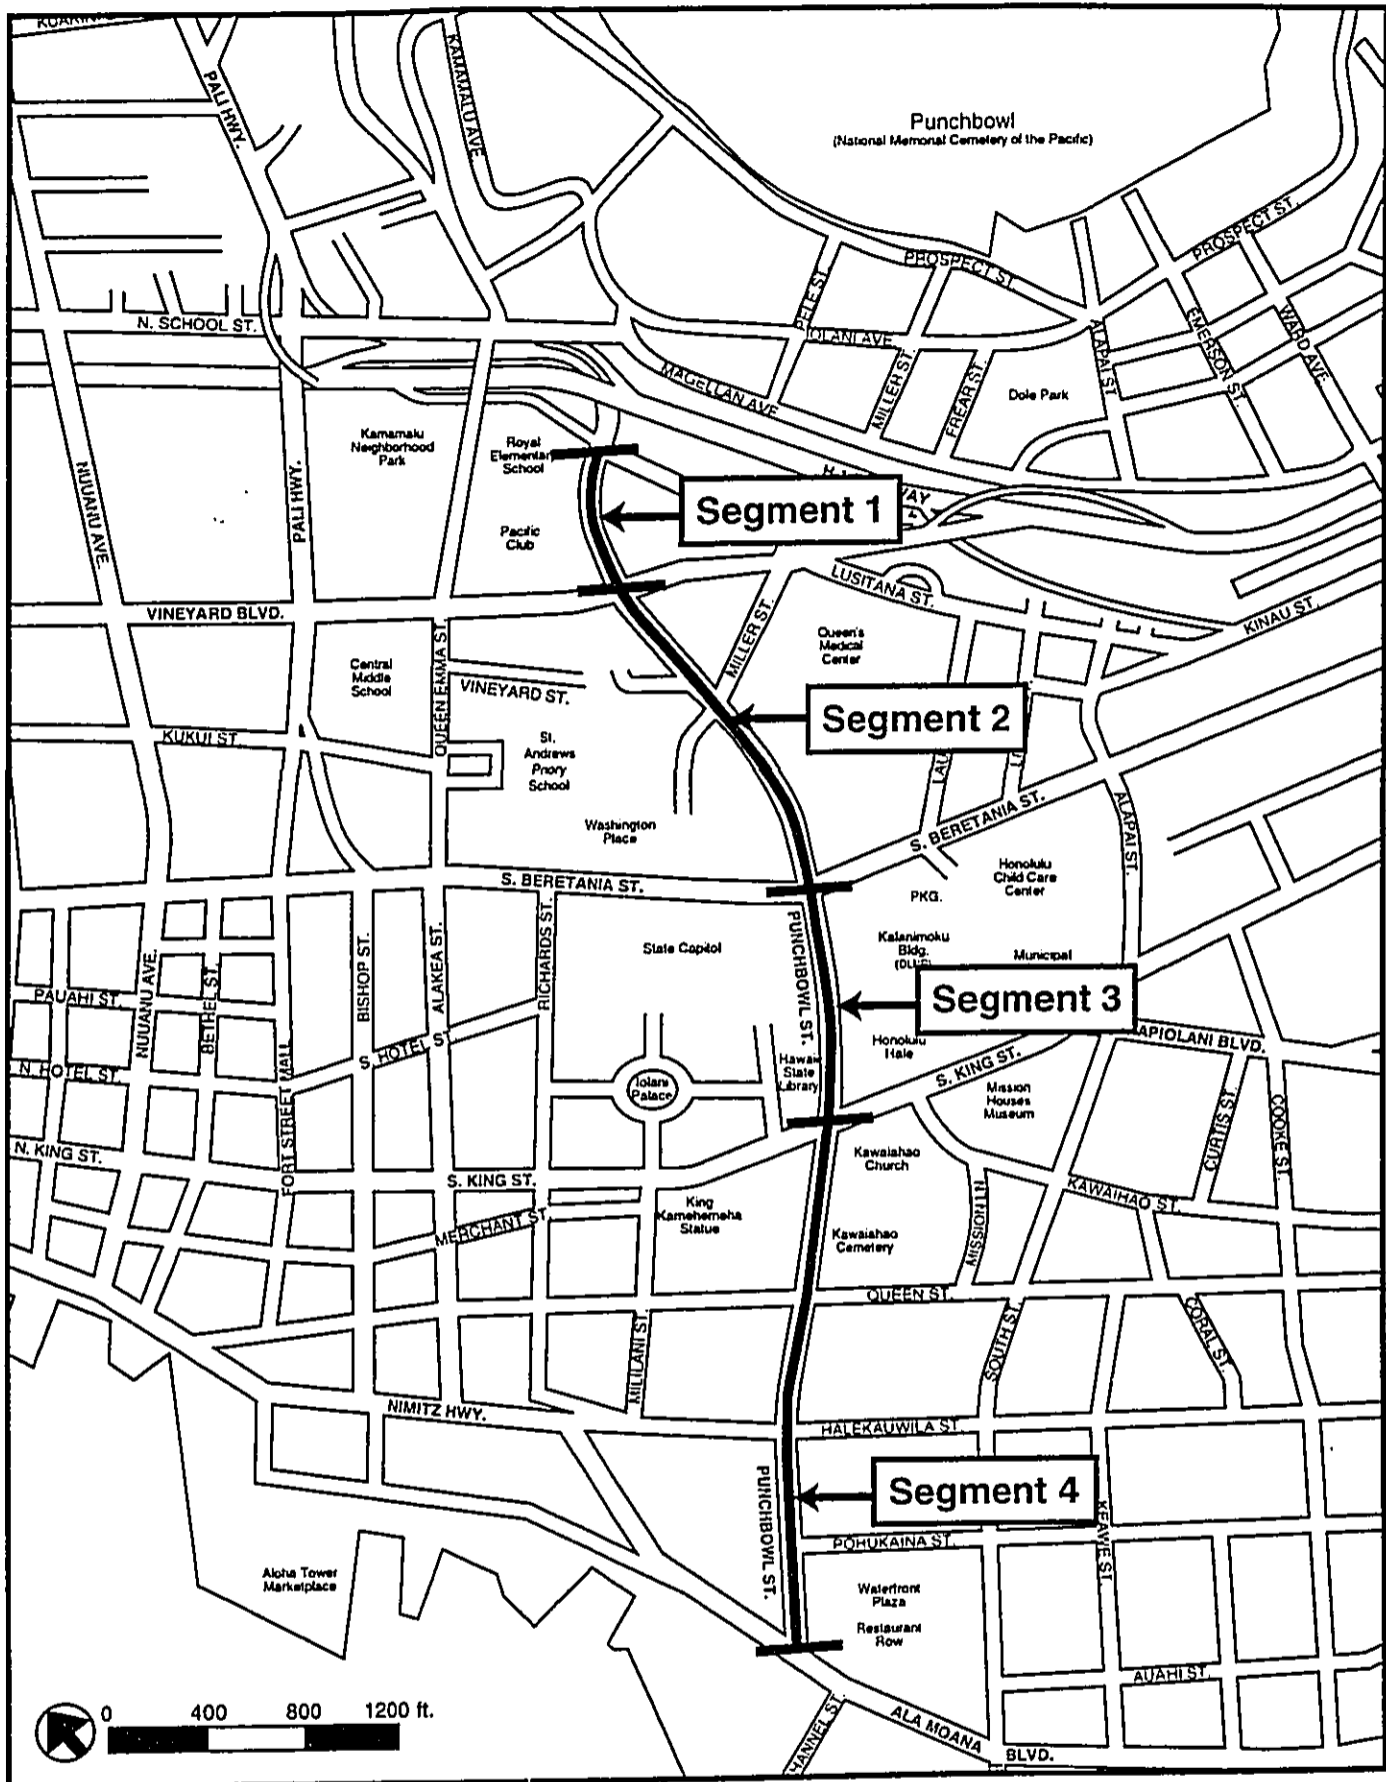 PALI HWY.
KAMAMALU AVE.
Punchbowl
(National Memorial Cemetery of the Pacific)
PROSPECT ST.
PROSPECT ST.
PELE ST.
N. SCHOOL ST.
IOLANI AVE.
ALAPAI ST.
EMERSON ST.
WARD AVE.
MAGELLAN AVE.
MILLER ST.
FREAR ST.
Dole Park
Kamamalu
Neighborhood
Park
Royal
Elementary
School
NUUANU AVE.
PALI HWY.
Segment 1
WAY
Pacific
Club
LUSITANA ST.
VINEYARD BLVD.
KINAU ST.
QUEEN EMMA ST.
MILLER ST.
Queen's
Medical
Center
Central
Middle
School
VINEYARD ST.
Segment 2
KUKUI ST.
St.
Andrews
Priory
School
LAU
ALAPAI ST.
Washington
Place
S. BERETANIA ST.
Honolulu
Child Care
Center
S. BERETANIA ST.
PKG.
PUNCHBOWL ST.
State Capitol
Kalanimoku
Bldg.
Municipal
NUUANU AVE.
BETHEL ST.
BISHOP ST.
ALAKEA ST.
RICHARDS ST.
PAUAHI ST.
Segment 3
S. HOTEL ST.
Honolulu
Hale
APIOLANI BLVD.
N. HOTEL ST.
FORT STREET MALL
Iolani
Palace
Hawaii
State
Library
S. KING ST.
Mission
Houses
Museum
CURTIS ST.
COOKE ST.
N. KING ST.
S. KING ST.
Kawaiahao
Church
KAWAIHAO ST.
MERCHANT ST.
King
Kamehemeha
Statue
Kawaiahao
Cemetery
MISSION LN
QUEEN ST.
MILILANI ST.
SOUTH ST.
CORAL ST.
NIMITZ HWY.
HALEKAUWILA ST.
PUNCHBOWL ST.
Segment 4
KEAWE ST.
POHUKAINA ST.
Aloha Tower
Marketplace
Waterfront
Plaza
Restaurant
Row
AUAHI ST.
0 400 800 1200 ft.
HANNEL ST.
ALA MOANA
BLVD.